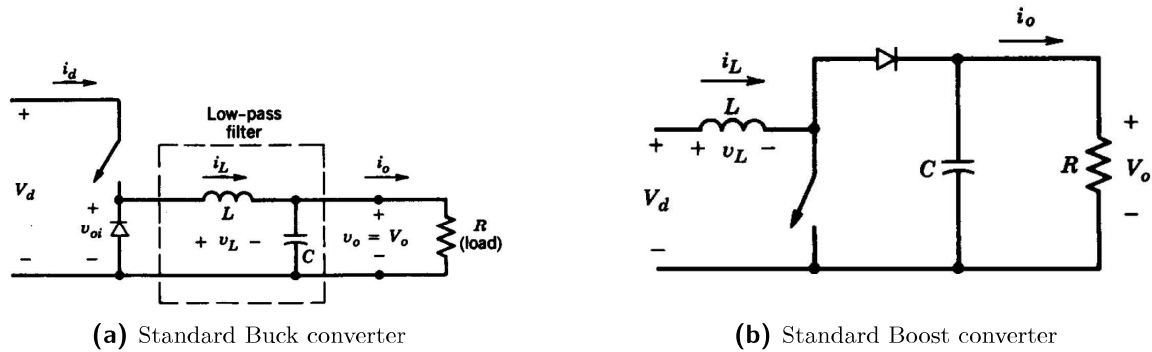 i_d
+
Low-pass
filter
i_L
i_o
V_d
+
v_oi
L
+ v_L −
C
+
v_o = V_o
R
(load)
−
−
−
(a) Standard Buck converter
i_o
i_L
L
+
+ v_L −
V_d
C
R
+
V_o
−
−
(b) Standard Boost converter